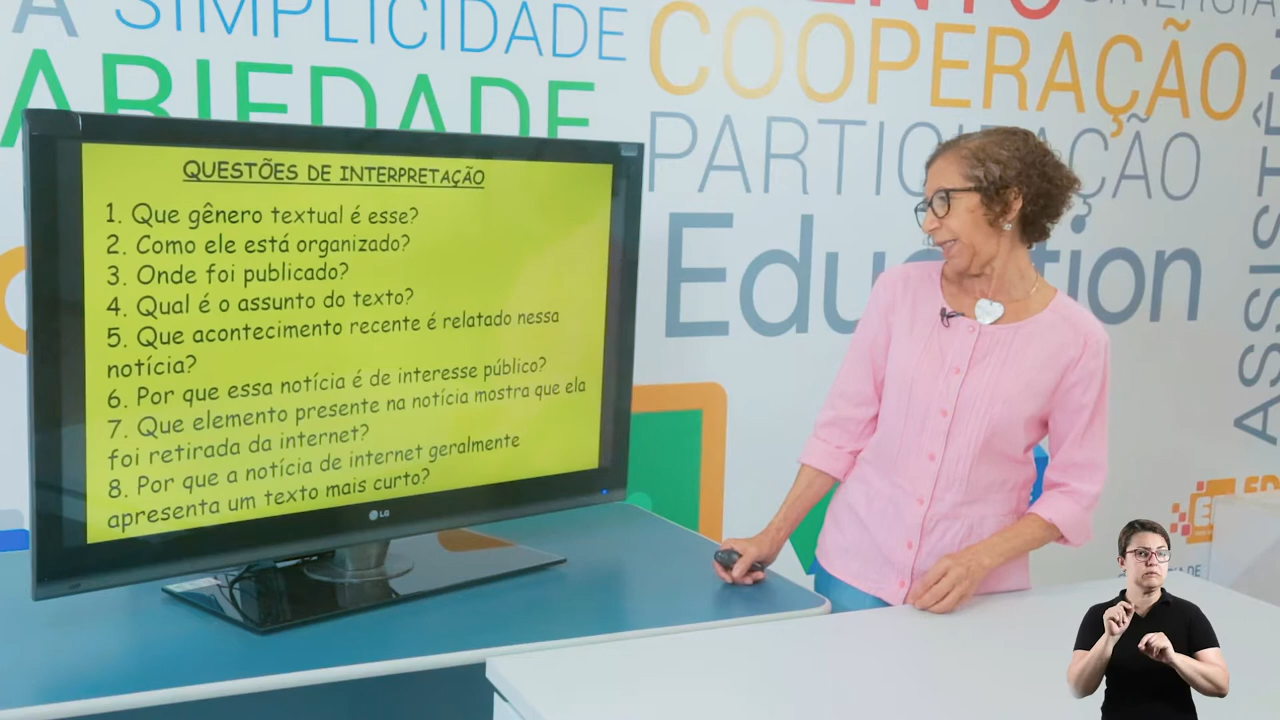 A SIMPLICIDADE
COOPERAÇÃO
PARTICIPAÇÃO
Education
QUESTÕES DE INTERPRETAÇÃO
1. Que gênero textual é esse?
2. Como ele está organizado?
3. Onde foi publicado?
4. Qual é o assunto do texto?
5. Que acontecimento recente é relatado nessa
notícia?
6. Por que essa notícia é de interesse público?
7. Que elemento presente na notícia mostra que ela
foi retirada da internet?
8. Por que a notícia de internet geralmente
apresenta um texto mais curto?
LG